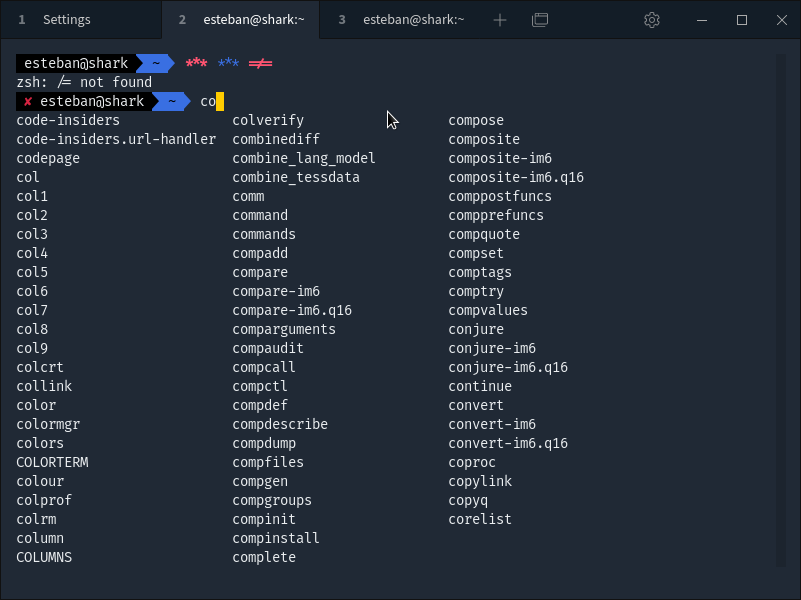 1 Settings 2 esteban@shark:~ 3 esteban@shark:~
esteban@shark ~ *** *** =/=
zsh: /= not found
✘ esteban@shark ~ co
code-insiders colverify compose
code-insiders.url-handler combinediff composite
codepage combine_lang_model composite-im6
col combine_tessdata composite-im6.q16
col1 comm comppostfuncs
col2 command compprefuncs
col3 commands compquote
col4 compadd compset
col5 compare comptags
col6 compare-im6 comptry
col7 compare-im6.q16 compvalues
col8 comparguments conjure
col9 compaudit conjure-im6
colcrt compcall conjure-im6.q16
collink compctl continue
color compdef convert
colormgr compdescribe convert-im6
colors compdump convert-im6.q16
COLORTERM compfiles coproc
colour compgen copylink
colprof compgroups copyq
colrm compinit corelist
column compinstall
COLUMNS complete